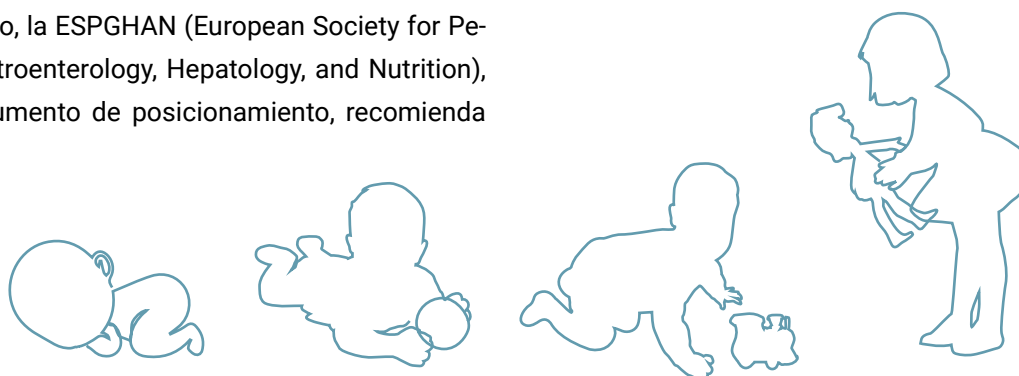 o, la ESPGHAN (European Society for Pe-
troenterology, Hepatology, and Nutrition),
umento de posicionamiento, recomienda